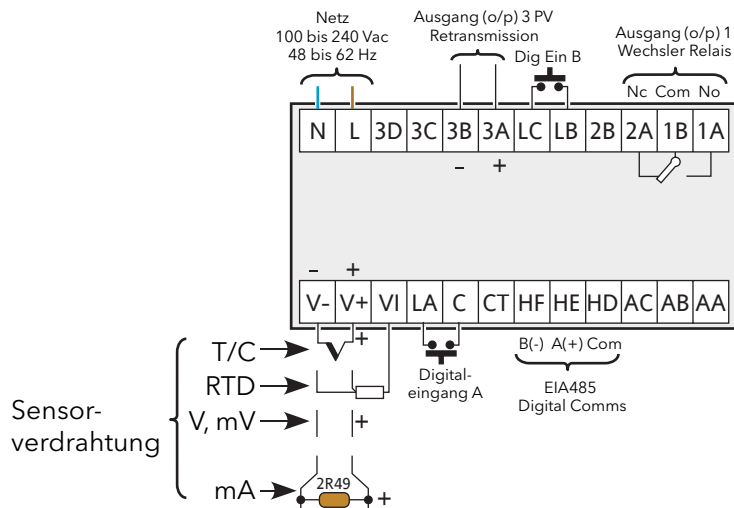 Netz
100 bis 240 Vac
48 bis 62 Hz
Ausgang (o/p) 3 PV
Retransmission
Dig Ein B
Ausgang (o/p) 1
Wechsler Relais
Nc Com No
N L 3D 3C 3B 3A LC LB 2B 2A 1B 1A
- +
- +
V- V+ VI LA C CT HF HE HD AC AB AA
B(-) A(+) Com
EIA485
Digital Comms
Digital-
eingang A
Sensor-
verdrahtung
T/C +
RTD
V, mV +
mA 2R49 +